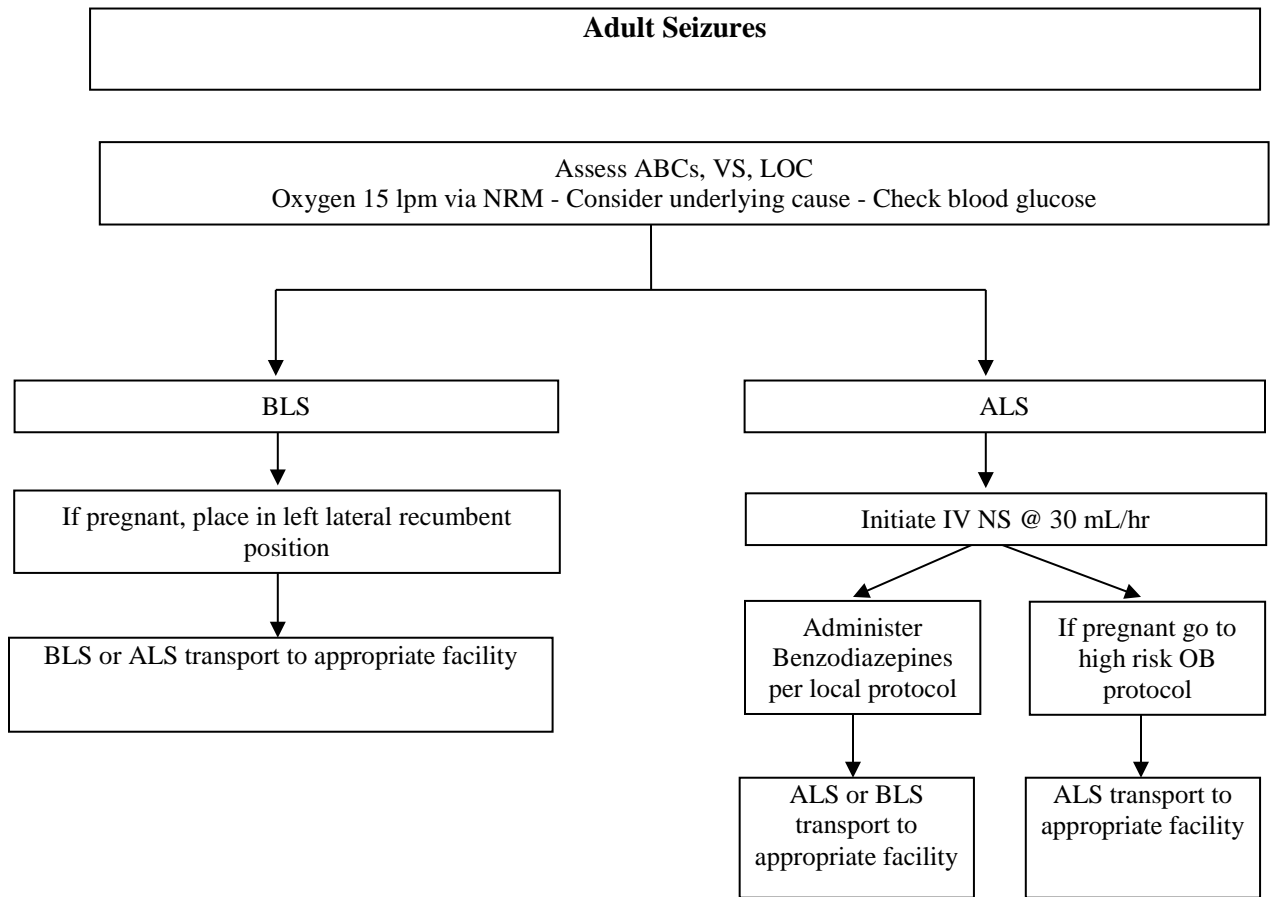 Adult Seizures
Assess ABCs, VS, LOC
Oxygen 15 lpm via NRM - Consider underlying cause - Check blood glucose
BLS
If pregnant, place in left lateral recumbent
position
BLS or ALS transport to appropriate facility
ALS
Initiate IV NS @ 30 mL/hr
Administer
Benzodiazepines
per local protocol
ALS or BLS
transport to
appropriate facility
If pregnant go to
high risk OB
protocol
ALS transport to
appropriate facility